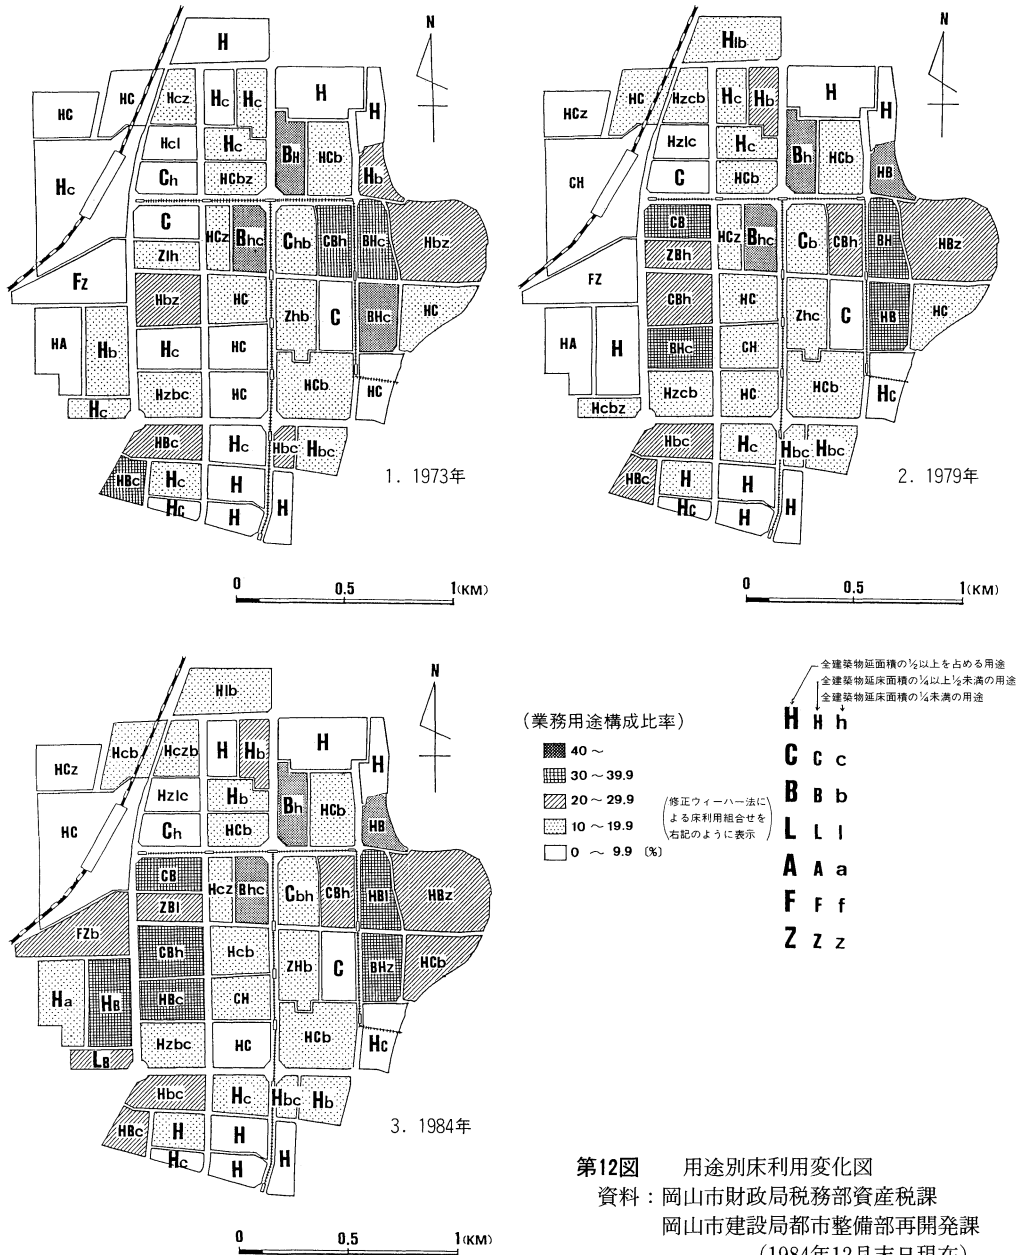 N
H
HC
HC
Hcz
Hc
Hc
H
H
Hcl
Hc
BH
HCb
Hc
Ch
HCbz
Hb
C
HCz
Bhc
Chb
CBh
BHc
Hbz
Zlh
Fz
Hbz
HC
Zhb
C
BHc
HC
HA
Hb
Hc
HC
HCb
Hzbc
HC
HC
Hc
HBc
Hc
Hbc
Hbc
HBc
Hc
H
H
Hc
H
1. 1973年
0 0.5 1(KM)
N
Hlb
HCz
HC
Hzcb
Hc
Hb
H
H
Hzlc
Hc
Bh
HCb
CH
C
HCb
HB
CB
HCz
Bhc
Cb
CBh
BH
HBz
ZBh
FZ
CBh
HC
Zhc
C
HB
HC
HA
H
BHc
CH
HCb
Hc
Hzcb
HC
Hcbz
Hbc
Hc
Hbc
Hbc
HBc
H
H
H
Hc
H
2. 1979年
0 0.5 1(KM)
N
Hlb
HCz
Hcb
Hczb
H
Hb
H
H
Hzlc
Hb
Bh
HCb
HC
Ch
HCb
HB
CB
Hcz
Bhc
Cbh
CBh
HBl
HBz
ZBl
FZb
CBh
Hcb
ZHb
C
BHz
HCb
Ha
HB
HBc
CH
HCb
Hc
Hzbc
HC
LB
Hbc
Hc
Hbc
Hb
HBc
H
H
H
Hc
H
3. 1984年
0 0.5 1(KM)
(業務用途構成比率)
40 ～
30 ～ 39.9
20 ～ 29.9
10 ～ 19.9
0 ～ 9.9 〔%〕
(修正ウィーハー法に
よる床利用組合せを
右記のように表示)
全建築物延面積の½以上を占める用途
全建築物延床面積の¼以上½未満の用途
全建築物延床面積の¼未満の用途
H H h
C C c
B B b
L L l
A A a
F F f
Z Z z
第12図 用途別床利用変化図
資料：岡山市財政局税務部資産税課
岡山市建設局都市整備部再開発課
(1984年12月末日現在)